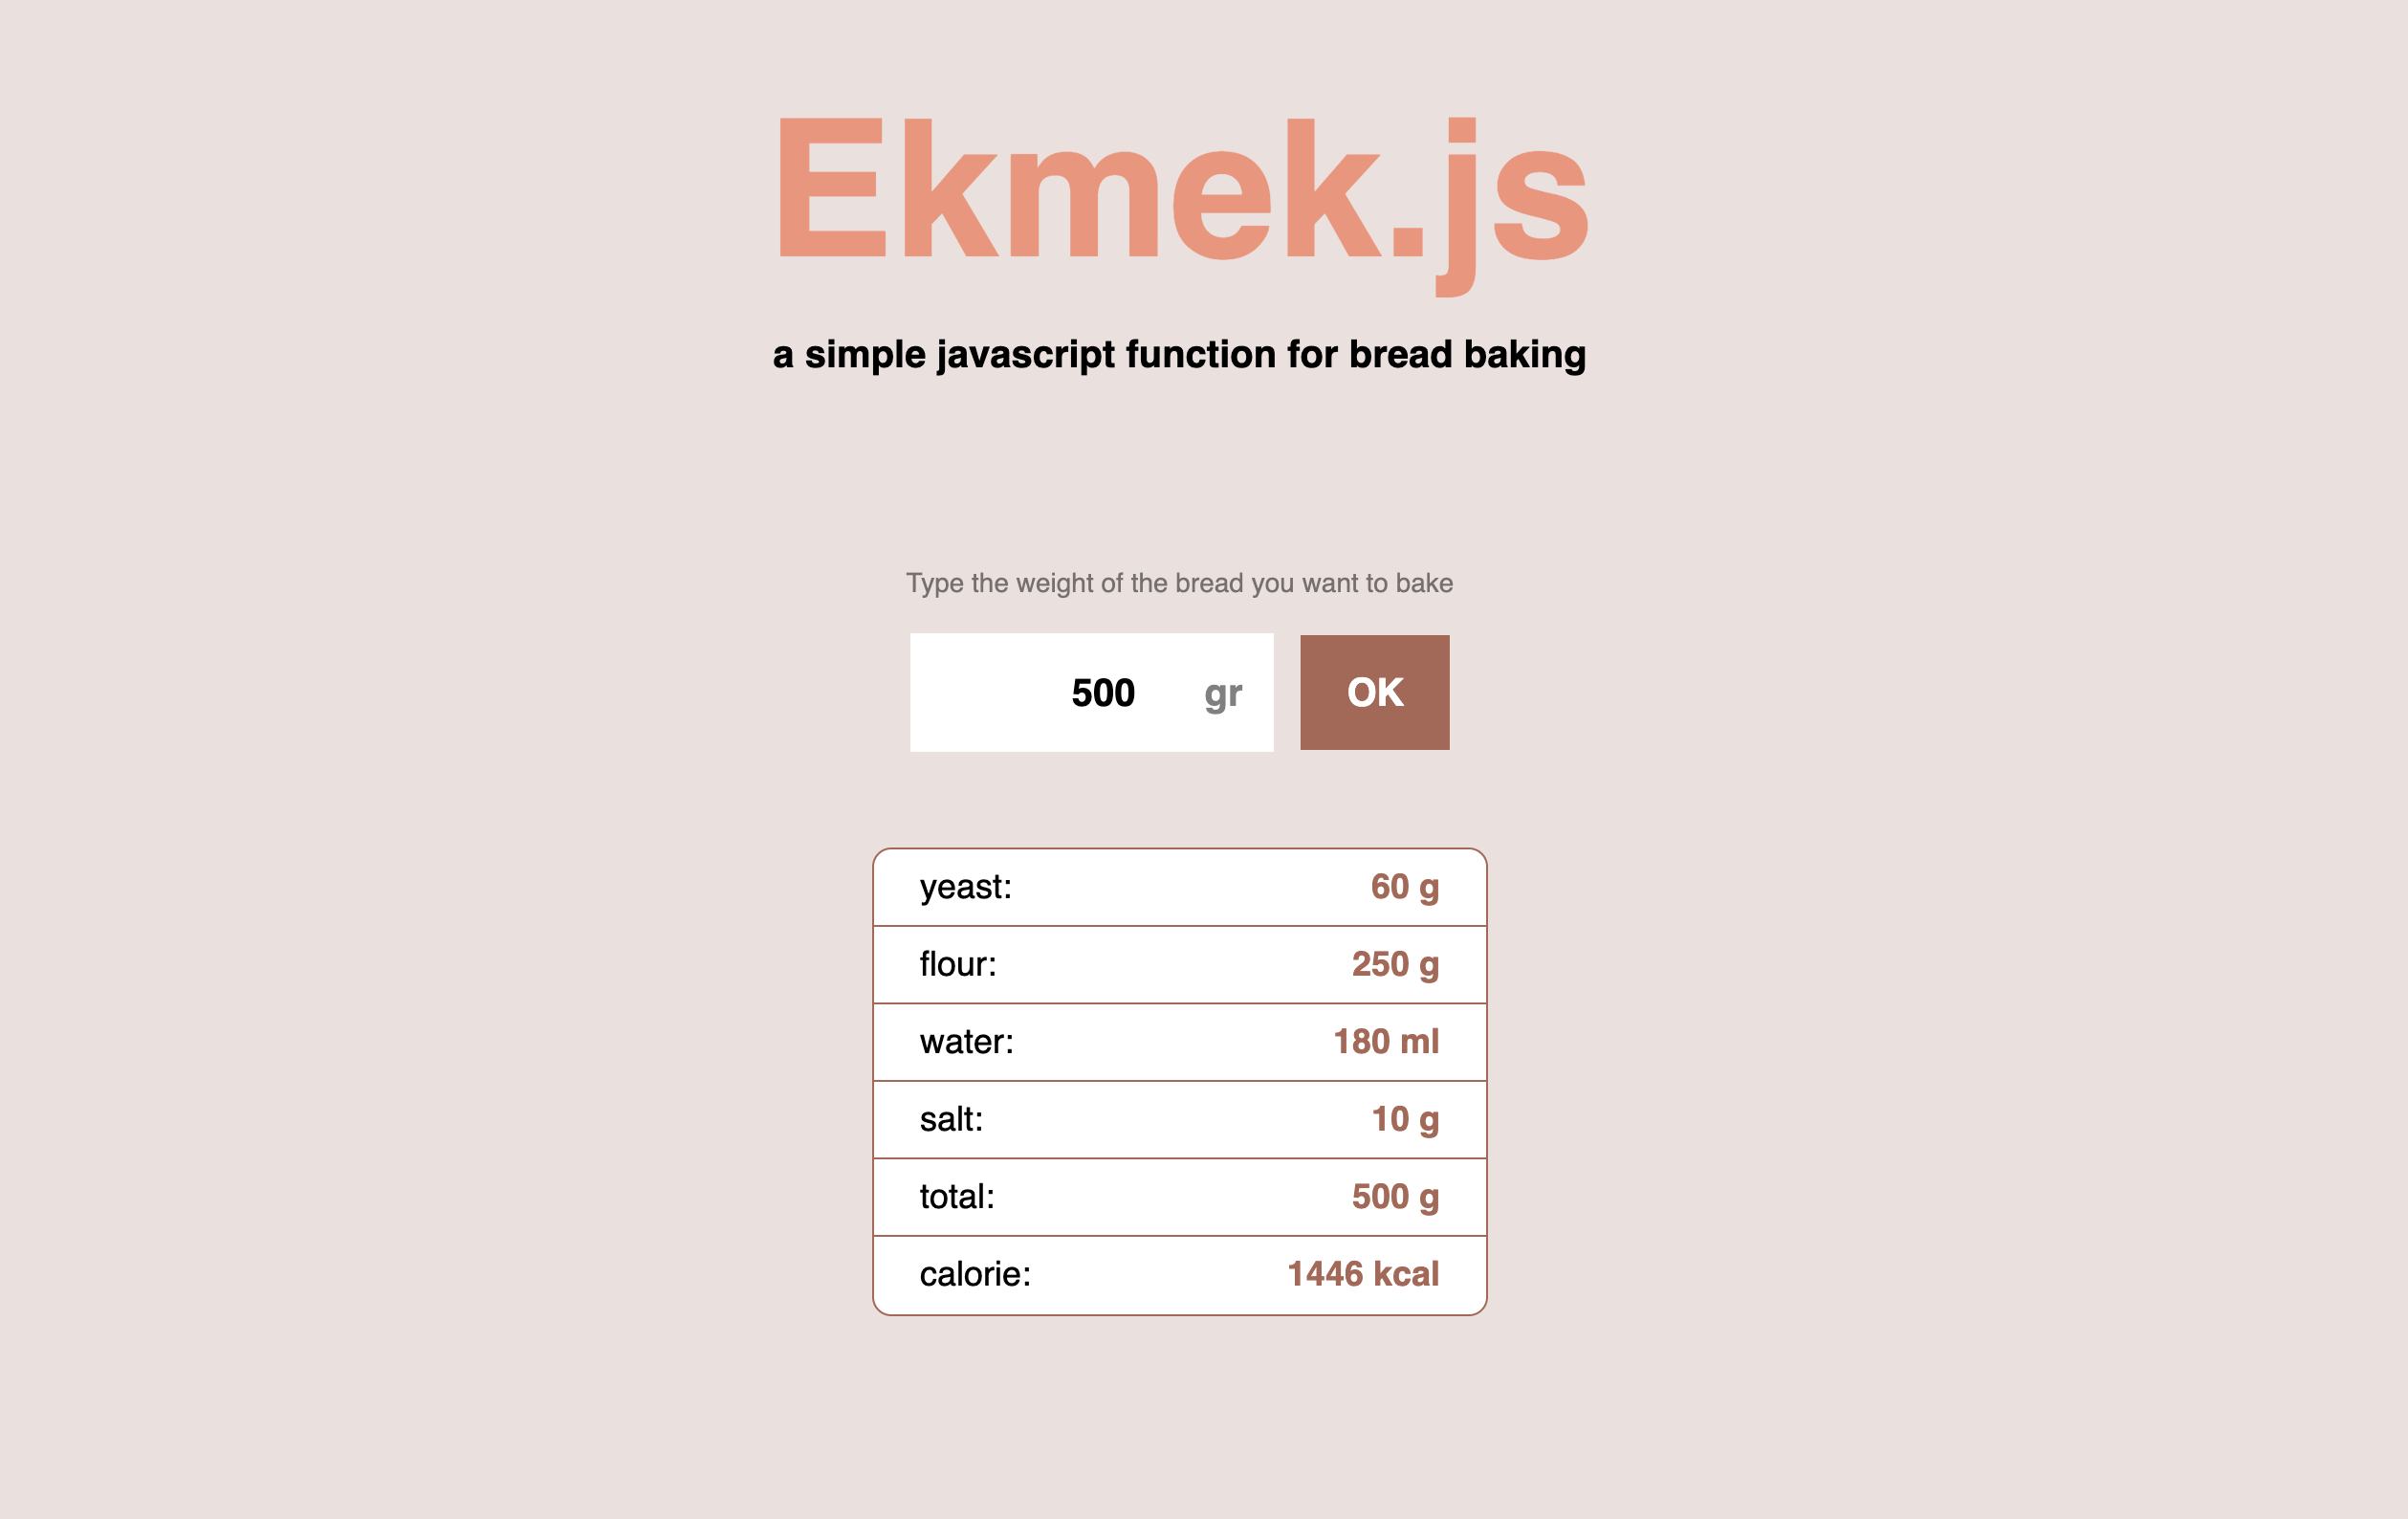 Ekmek.js
a simple javascript function for bread baking
Type the weight of the bread you want to bake
500 gr OK
yeast: 60 g
flour: 250 g
water: 180 ml
salt: 10 g
total: 500 g
calorie: 1446 kcal